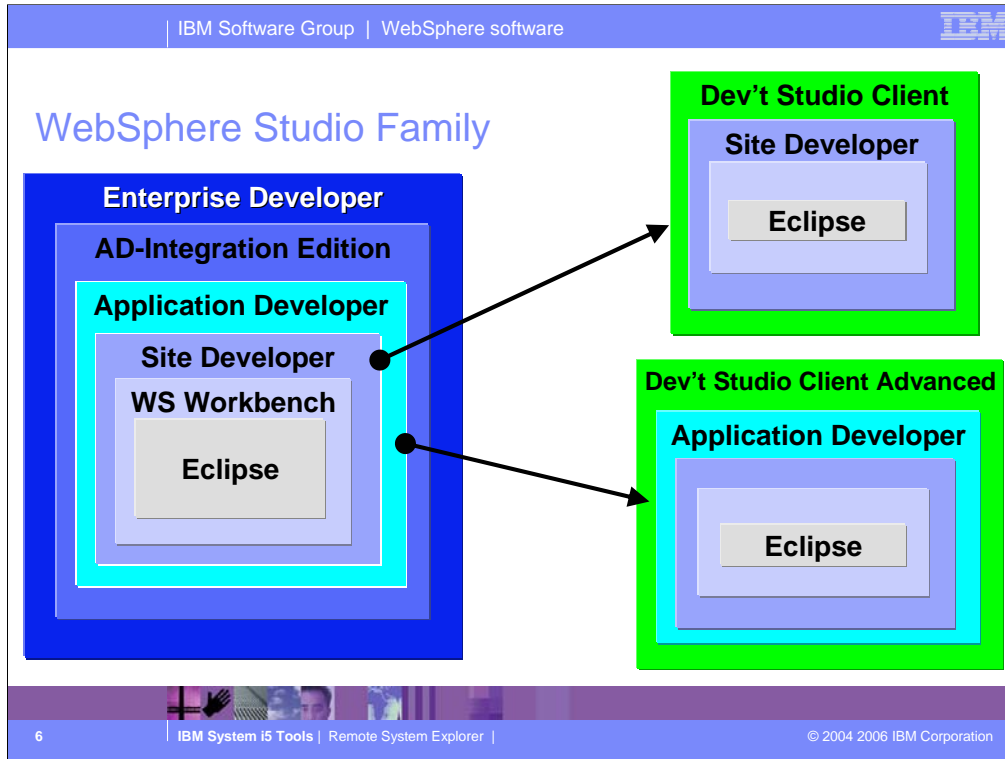 IBM Software Group | WebSphere software
IBM
WebSphere Studio Family
Enterprise Developer
AD-Integration Edition
Application Developer
Site Developer
WS Workbench
Eclipse
Dev't Studio Client
Site Developer
Eclipse
Dev't Studio Client Advanced
Application Developer
Eclipse
6
IBM System i5 Tools | Remote System Explorer |
© 2004 2006 IBM Corporation